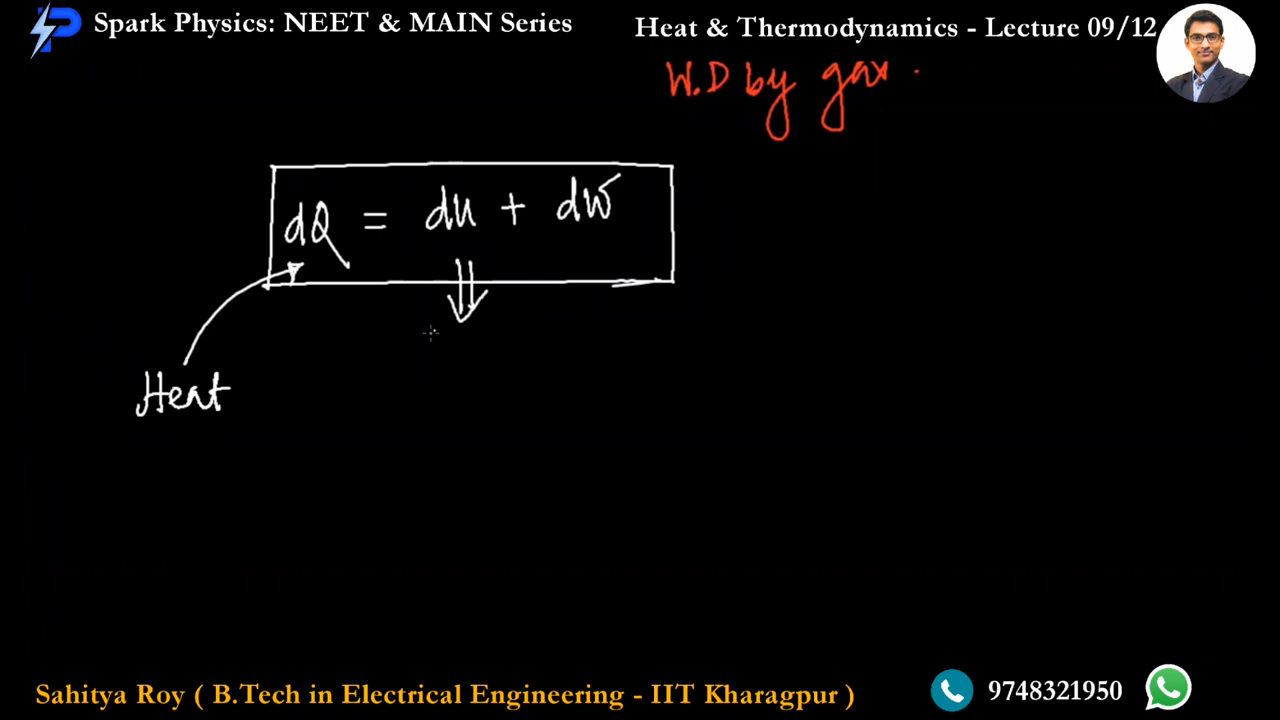 Spark Physics: NEET & MAIN Series
Heat & Thermodynamics - Lecture 09/12
W.D by gas .
dQ = du + dw
Heat
Sahitya Roy ( B.Tech in Electrical Engineering - IIT Kharagpur )
9748321950